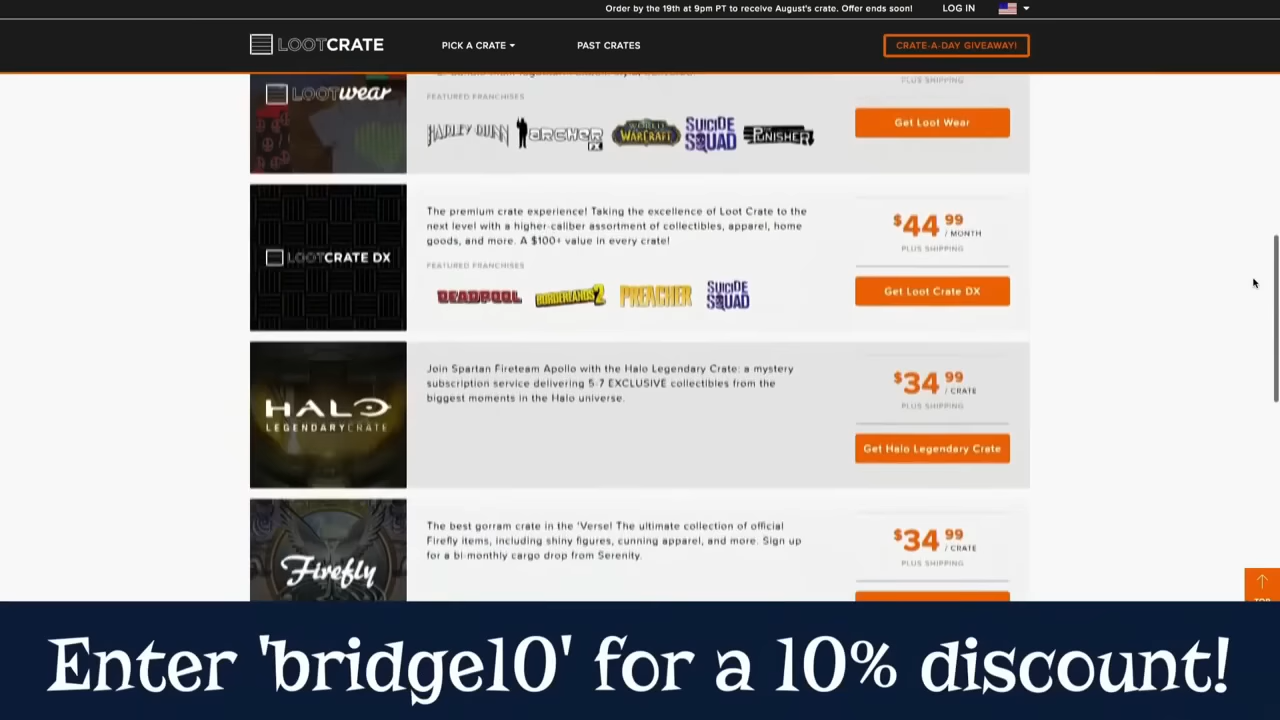 Order by the 19th at 9pm PT to receive August's crate. Offer ends soon!
LOG IN
LOOTCRATE
PICK A CRATE
PAST CRATES
CRATE-A-DAY GIVEAWAY!
LOOTwear
FEATURED FRANCHISES
HARLEY QUINN
ARCHER FX
WORLD OF WARCRAFT
SUICIDE SQUAD
THE PUNISHER
PLUS SHIPPING
Get Loot Wear
LOOTCRATE DX
The premium crate experience! Taking the excellence of Loot Crate to the
next level with a higher-caliber assortment of collectibles, apparel, home
goods, and more. A $100+ value in every crate!
FEATURED FRANCHISES
DEADPOOL
BORDERLANDS 2
PREACHER
SUICIDE SQUAD
$44.99 / MONTH
PLUS SHIPPING
Get Loot Crate DX
HALO
LEGENDARY CRATE
Join Spartan Fireteam Apollo with the Halo Legendary Crate: a mystery
subscription service delivering 5-7 EXCLUSIVE collectibles from the
biggest moments in the Halo universe.
$34 99 / CRATE
PLUS SHIPPING
Get Halo Legendary Crate
Firefly
The best gorram crate in the 'Verse! The ultimate collection of official
Firefly items, including shiny figures, cunning apparel, and more. Sign up
for a bi-monthly cargo drop from Serenity.
$34 99 / CRATE
PLUS SHIPPING
TOP
Enter 'bridge10' for a 10% discount!